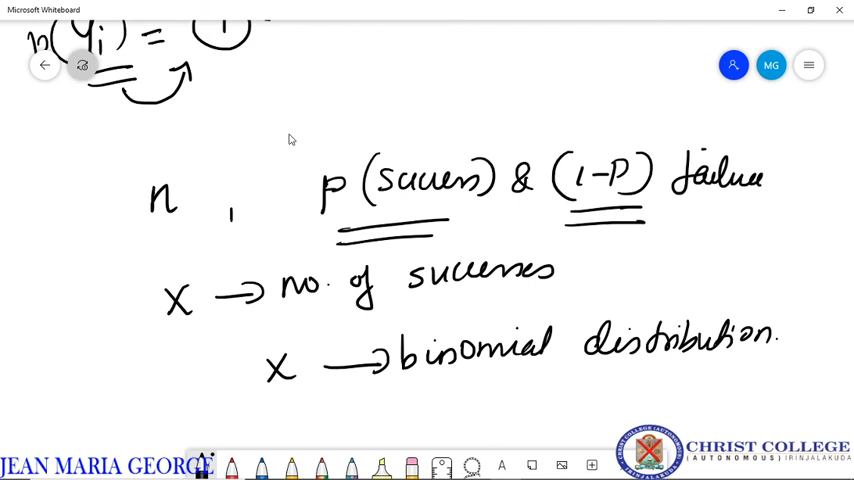 Microsoft Whiteboard
p(yi) = 1
MG
n , p (success) & (1-P) failure
X → no. of successes
X → binomial distribution.
A
JEAN MARIA GEORGE
CHRIST COLLEGE
(AUTONOMOUS) IRINJALAKUDA